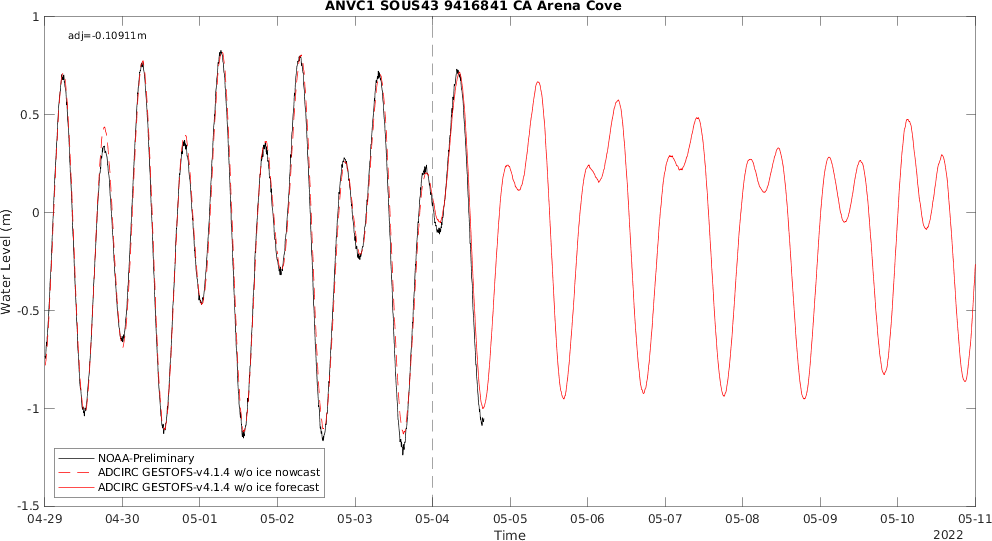 ANVC1 SOUS43 9416841 CA Arena Cove
adj=-0.10911m
1
0.5
0
-0.5
-1
-1.5
Water Level (m)
NOAA-Preliminary
ADCIRC GESTOFS-v4.1.4 w/o ice nowcast
ADCIRC GESTOFS-v4.1.4 w/o ice forecast
04-29 04-30 05-01 05-02 05-03 05-04 05-05 05-06 05-07 05-08 05-09 05-10 05-11
Time
2022